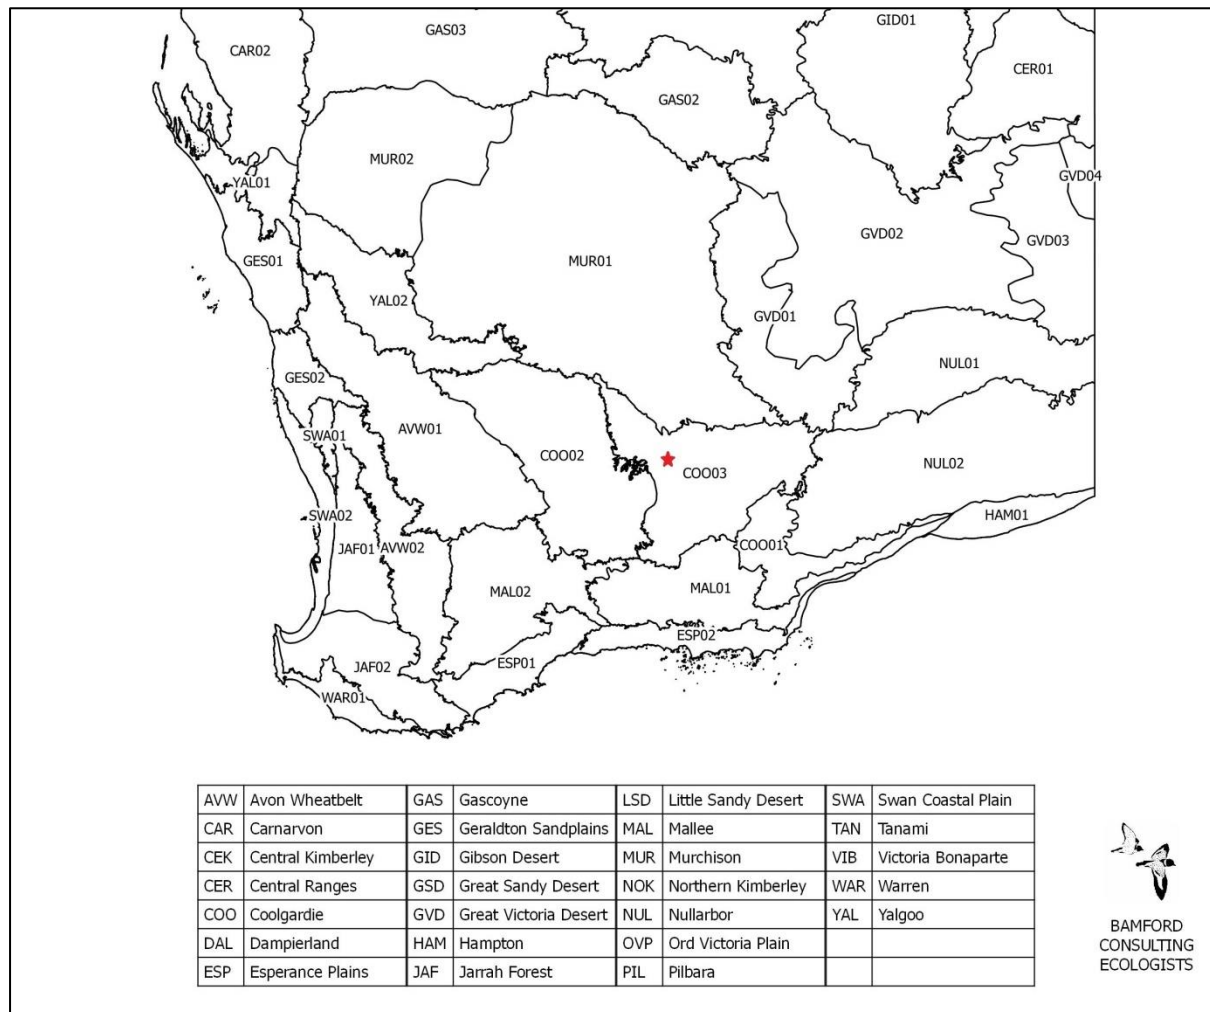 GAS03
GID01
CAR02
CER01
GAS02
MUR02
GVD04
YAL01
GVD02
GVD03
GES01
MUR01
YAL02
GVD01
NUL01
GES02
AVW01
SWA01
COO02
NUL02
COO03
SWA02
HAM01
JAF01
AVW02
COO01
MAL02
MAL01
ESP02
ESP01
JAF02
WAR01
AVW Avon Wheatbelt GAS Gascoyne LSD Little Sandy Desert SWA Swan Coastal Plain
CAR Carnarvon GES Geraldton Sandplains MAL Mallee TAN Tanami
CEK Central Kimberley GID Gibson Desert MUR Murchison VIB Victoria Bonaparte
CER Central Ranges GSD Great Sandy Desert NOK Northern Kimberley WAR Warren
COO Coolgardie GVD Great Victoria Desert NUL Nullarbor YAL Yalgoo
DAL Dampierland HAM Hampton OVP Ord Victoria Plain
ESP Esperance Plains JAF Jarrah Forest PIL Pilbara
BAMFORD
CONSULTING
ECOLOGISTS